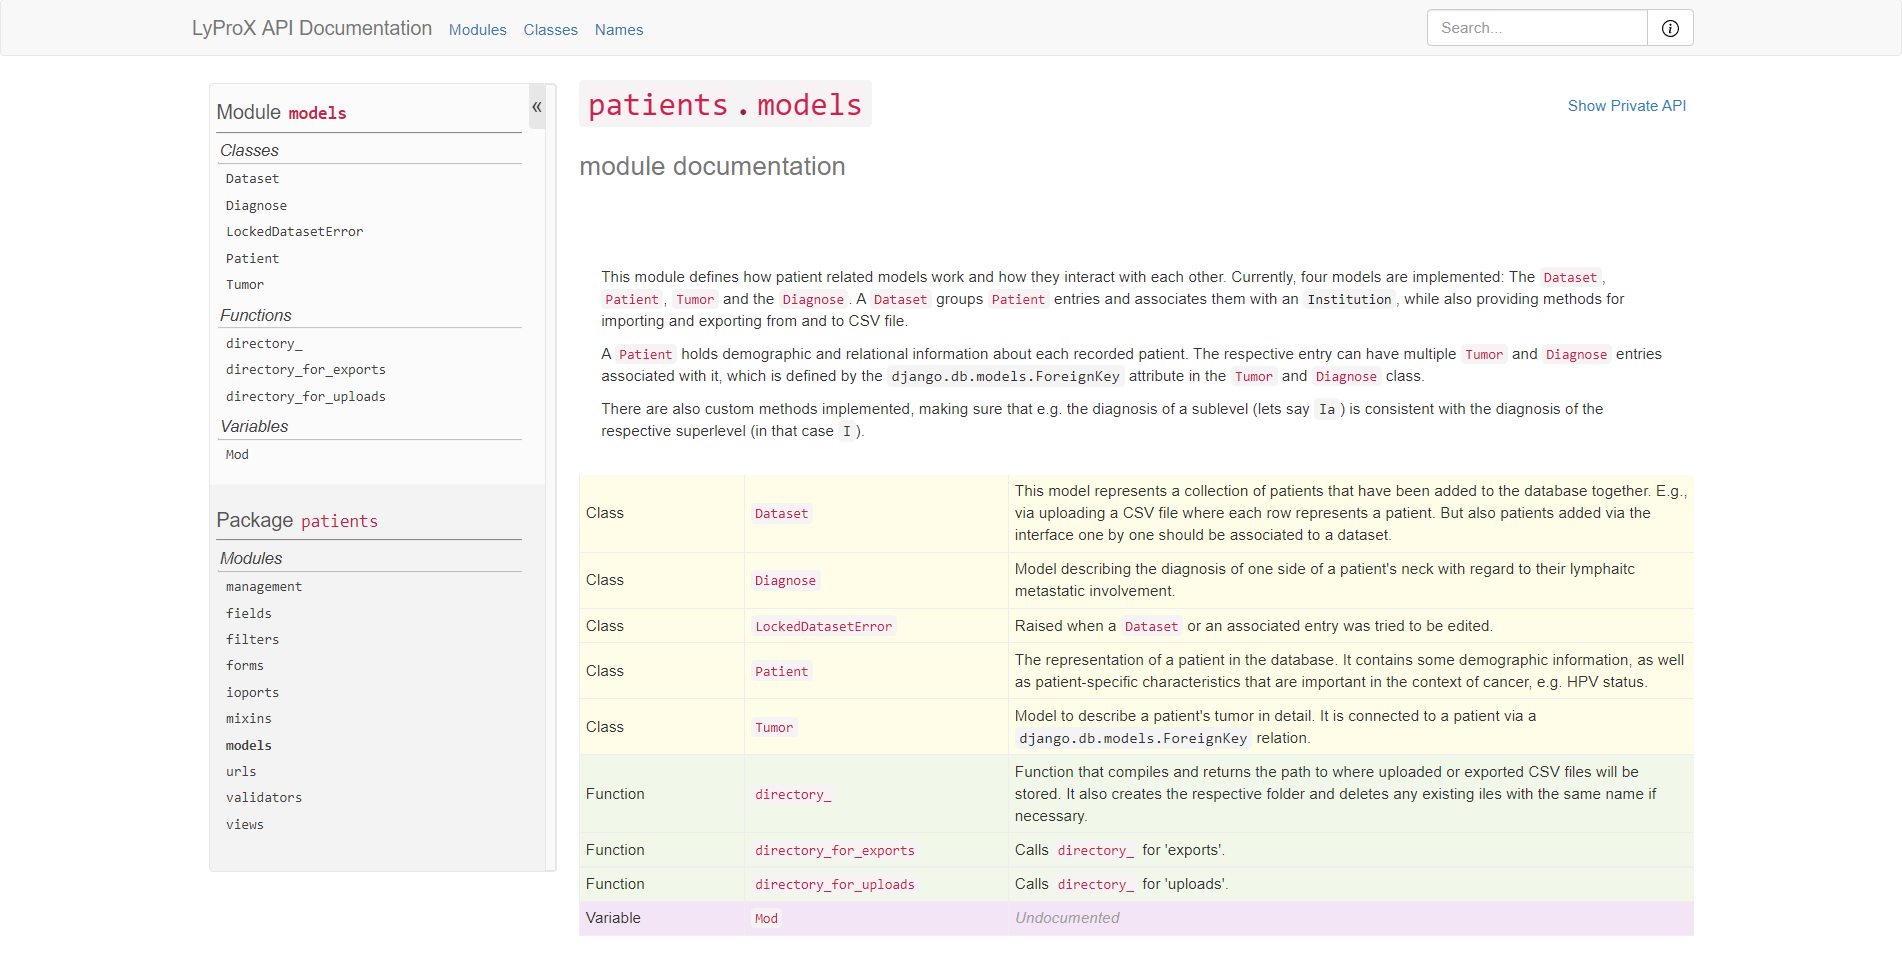 LyProX API Documentation Modules Classes Names Search...
Module models «
Classes
Dataset
Diagnose
LockedDatasetError
Patient
Tumor
Functions
directory_
directory_for_exports
directory_for_uploads
Variables
Mod
Package patients
Modules
management
fields
filters
forms
ioports
mixins
models
urls
validators
views
patients.models
Show Private API
module documentation
This module defines how patient related models work and how they interact with each other. Currently, four models are implemented: The Dataset,
Patient, Tumor and the Diagnose. A Dataset groups Patient entries and associates them with an Institution, while also providing methods for
importing and exporting from and to CSV file.
A Patient holds demographic and relational information about each recorded patient. The respective entry can have multiple Tumor and Diagnose entries
associated with it, which is defined by the django.db.models.ForeignKey attribute in the Tumor and Diagnose class.
There are also custom methods implemented, making sure that e.g. the diagnosis of a sublevel (lets say Ia) is consistent with the diagnosis of the
respective superlevel (in that case I).
Class Dataset This model represents a collection of patients that have been added to the database together. E.g.,
via uploading a CSV file where each row represents a patient. But also patients added via the
interface one by one should be associated to a dataset.
Class Diagnose Model describing the diagnosis of one side of a patient's neck with regard to their lymphaitc
metastatic involvement.
Class LockedDatasetError Raised when a Dataset or an associated entry was tried to be edited.
Class Patient The representation of a patient in the database. It contains some demographic information, as well
as patient-specific characteristics that are important in the context of cancer, e.g. HPV status.
Class Tumor Model to describe a patient's tumor in detail. It is connected to a patient via a
django.db.models.ForeignKey relation.
Function directory_ Function that compiles and returns the path to where uploaded or exported CSV files will be
stored. It also creates the respective folder and deletes any existing iles with the same name if
necessary.
Function directory_for_exports Calls directory_ for 'exports'.
Function directory_for_uploads Calls directory_ for 'uploads'.
Variable Mod Undocumented